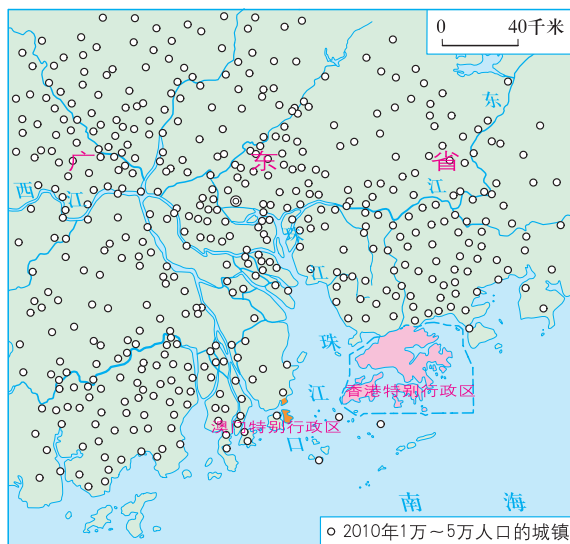 0 40千米
东
广 东 省
西 江
江
珠
江
珠
江
口
香港特别行政区
澳门特别行政区
南 海
2010年1万～5万人口的城镇